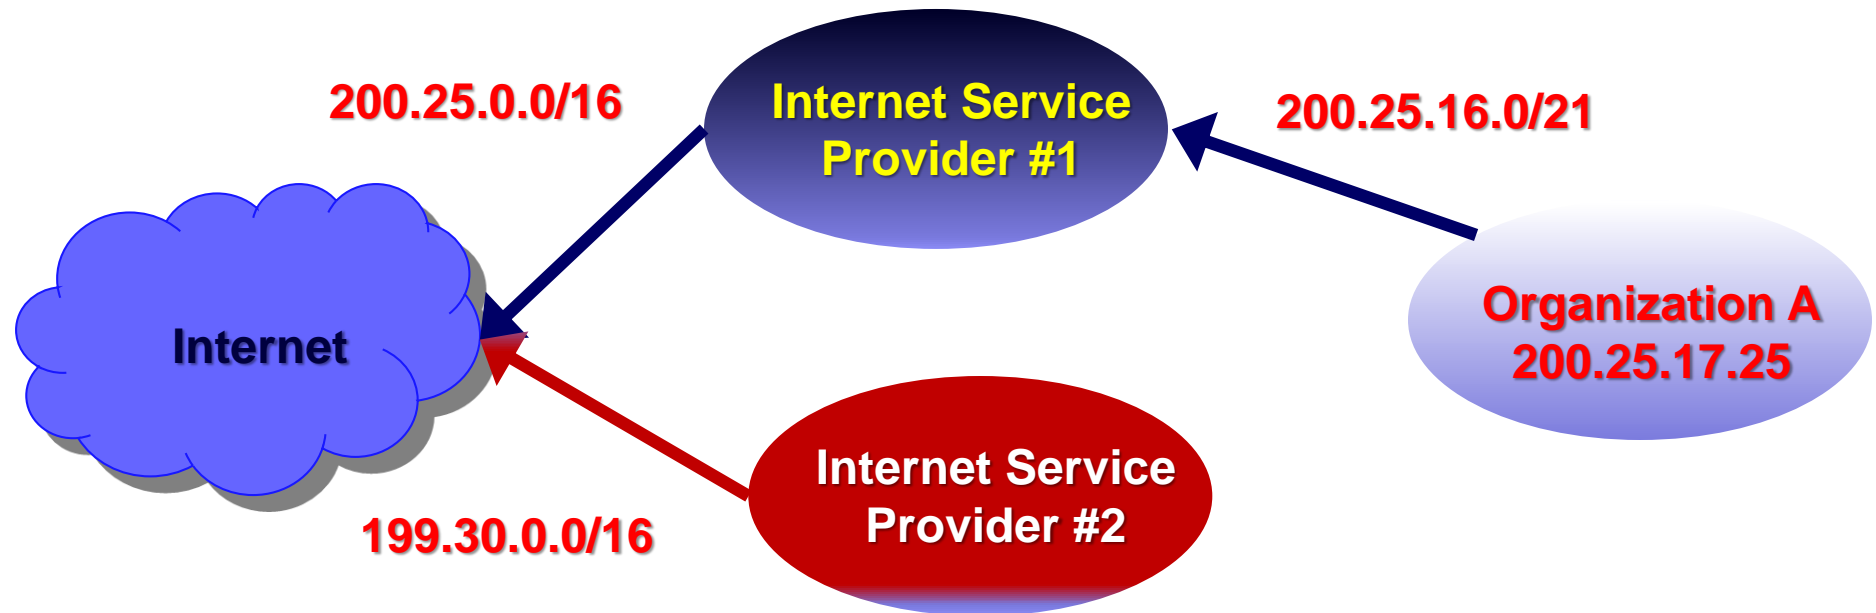 200.25.0.0/16
Internet Service
Provider #1
200.25.16.0/21
Internet
Organization A
200.25.17.25
Internet Service
Provider #2
199.30.0.0/16